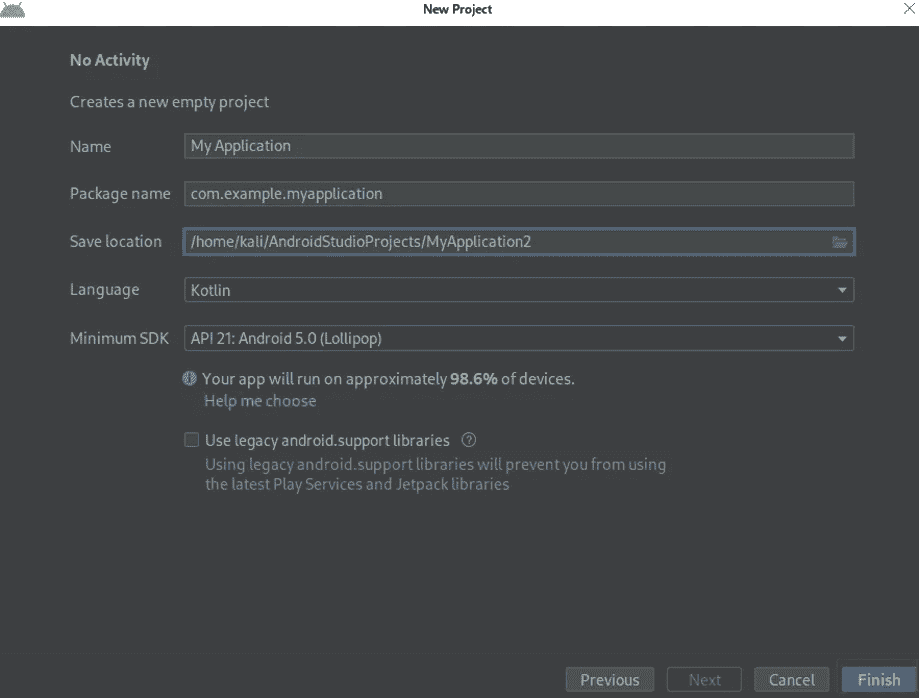 New Project
No Activity
Creates a new empty project
Name My Application
Package name com.example.myapplication
Save location /home/kali/AndroidStudioProjects/MyApplication2
Language Kotlin
Minimum SDK API 21: Android 5.0 (Lollipop)
Your app will run on approximately 98.6% of devices.
Help me choose
Use legacy android.support libraries ?
Using legacy android.support libraries will prevent you from using
the latest Play Services and Jetpack libraries
Previous Next Cancel Finish